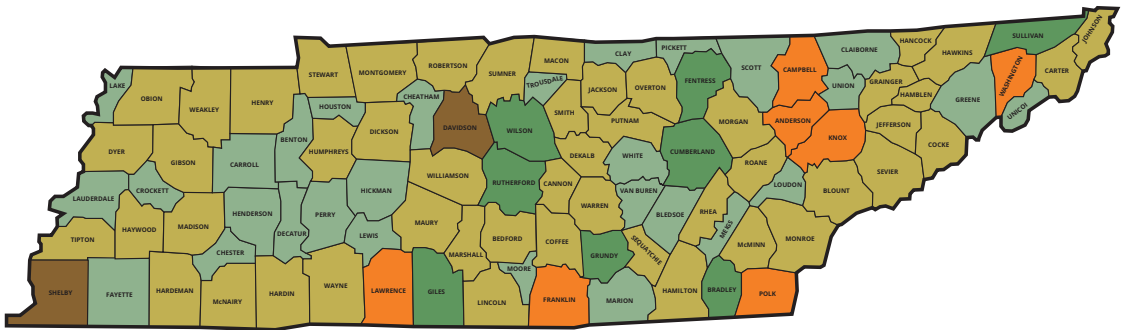 LAKE
OBION
WEAKLEY
HENRY
STEWART
MONTGOMERY
ROBERTSON
SUMNER
MACON
TROUSDALE
CLAY
PICKETT
JACKSON
OVERTON
FENTRESS
SCOTT
CAMPBELL
CLAIBORNE
UNION
HANCOCK
HAWKINS
GRAINGER
HAMBLEN
SULLIVAN
WASHINGTON
GREENE
UNICOI
CARTER
JOHNSON
HOUSTON
CHEATHAM
DAVIDSON
WILSON
SMITH
PUTNAM
MORGAN
ANDERSON
KNOX
JEFFERSON
COCKE
SEVIER
DYER
GIBSON
CARROLL
BENTON
HUMPHREYS
DICKSON
WILLIAMSON
RUTHERFORD
DEKALB
CANNON
WHITE
CUMBERLAND
ROANE
LOUDON
BLOUNT
LAUDERDALE
CROCKETT
HAYWOOD
MADISON
HENDERSON
DECATUR
PERRY
HICKMAN
LEWIS
MAURY
MARSHALL
BEDFORD
COFFEE
WARREN
VAN BUREN
BLEDSOE
RHEA
MEIGS
McMINN
MONROE
TIPTON
CHESTER
GRUNDY
SEQUATCHIE
SHELBY
FAYETTE
HARDEMAN
McNAIRY
HARDIN
WAYNE
LAWRENCE
GILES
LINCOLN
MOORE
FRANKLIN
MARION
HAMILTON
BRADLEY
POLK